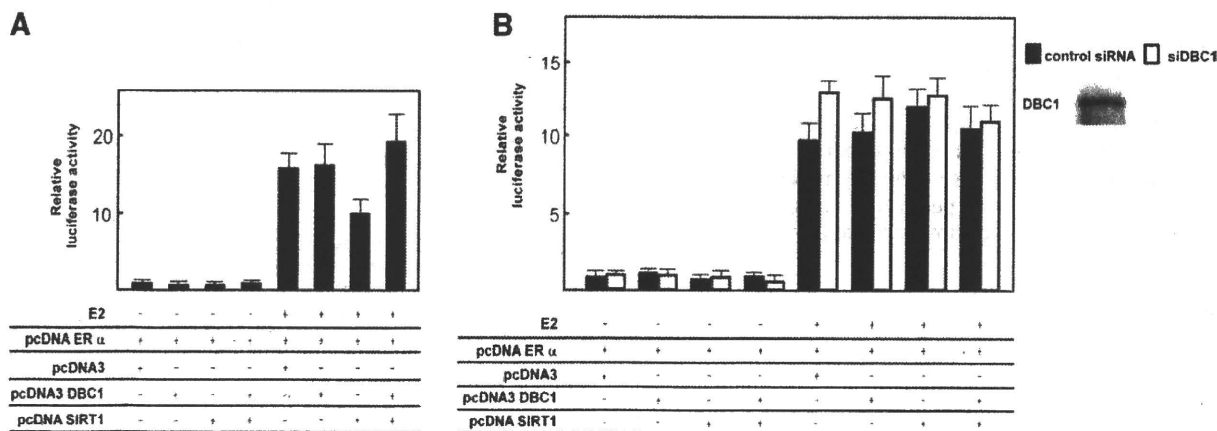 A
Relative
luciferase activity
20
10
E2 - - - - + + + +
pcDNA ER α + + + + + + + +
pcDNA3 + - - - + - - -
pcDNA3 DBC1 - + - + - + - +
pcDNA SIRT1 - - + + - - + +
B
control siRNA siDBC1
DBC1
Relative
luciferase activity
15
10
5
E2 - - - - + + + +
pcDNA ER α + + + + + + + +
pcDNA3 + - - - + - - -
pcDNA3 DBC1 - + - + - + - +
pcDNA SIRT1 - - + + - - + +